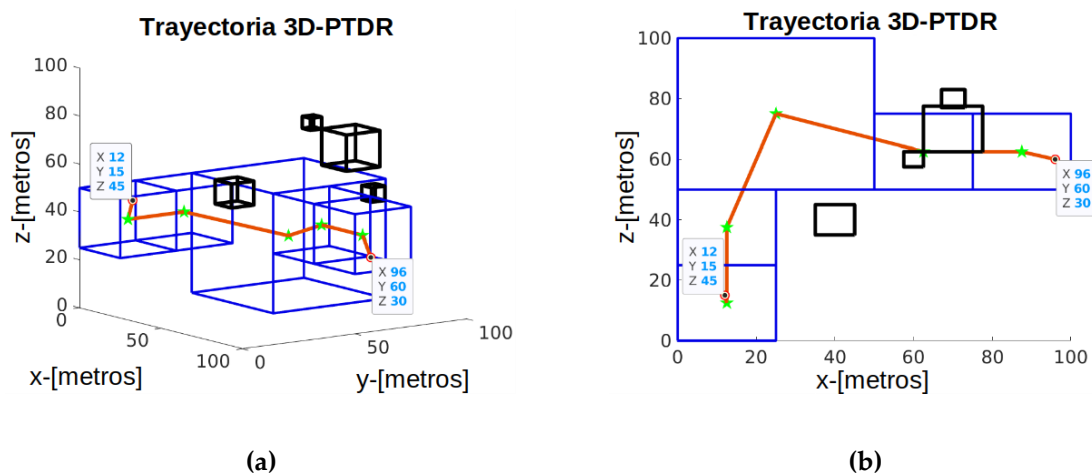 Trayectoria 3D-PTDR
100
80
60
40
20
0
z-[metros]
X 12
Y 15
Z 45
X 96
Y 60
Z 30
0
50
100
x-[metros]
0
50
100
y-[metros]
(a)
Trayectoria 3D-PTDR
100
80
60
40
20
0
z-[metros]
X 12
Y 15
Z 45
X 96
Y 60
Z 30
0
20
40
60
80
100
x-[metros]
(b)